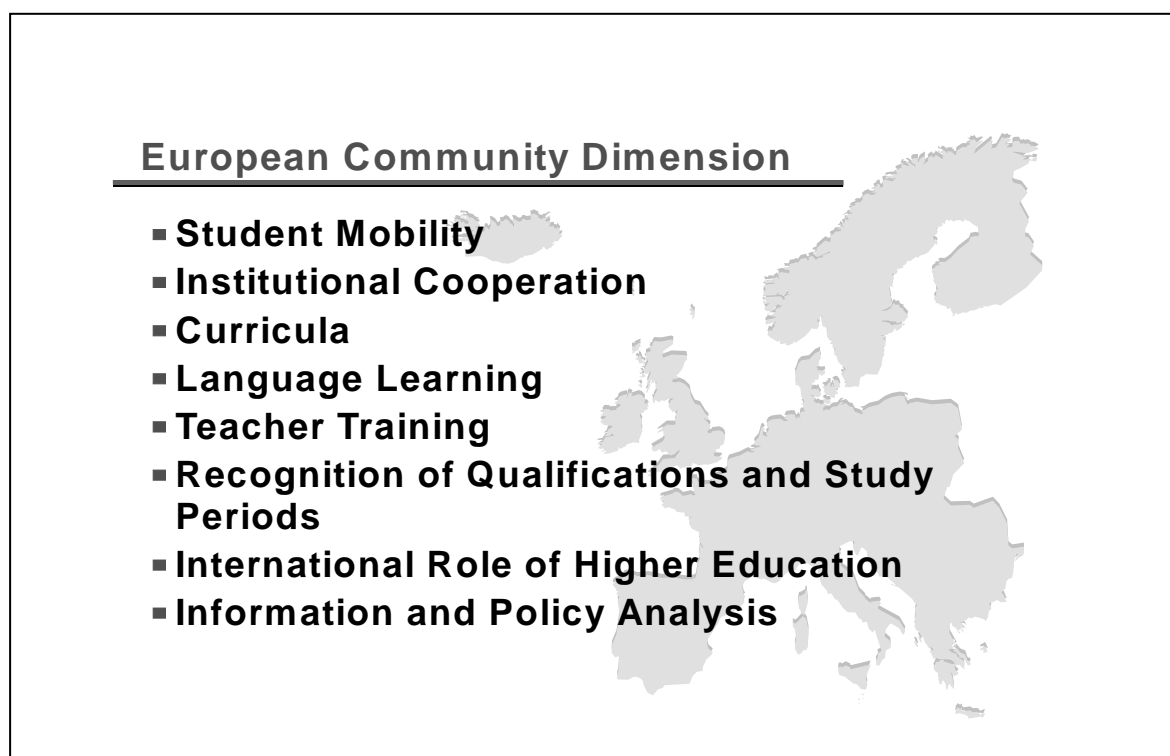 European Community Dimension
Student Mobility
Institutional Cooperation
Curricula
Language Learning
Teacher Training
Recognition of Qualifications and Study
Periods
International Role of Higher Education
Information and Policy Analysis